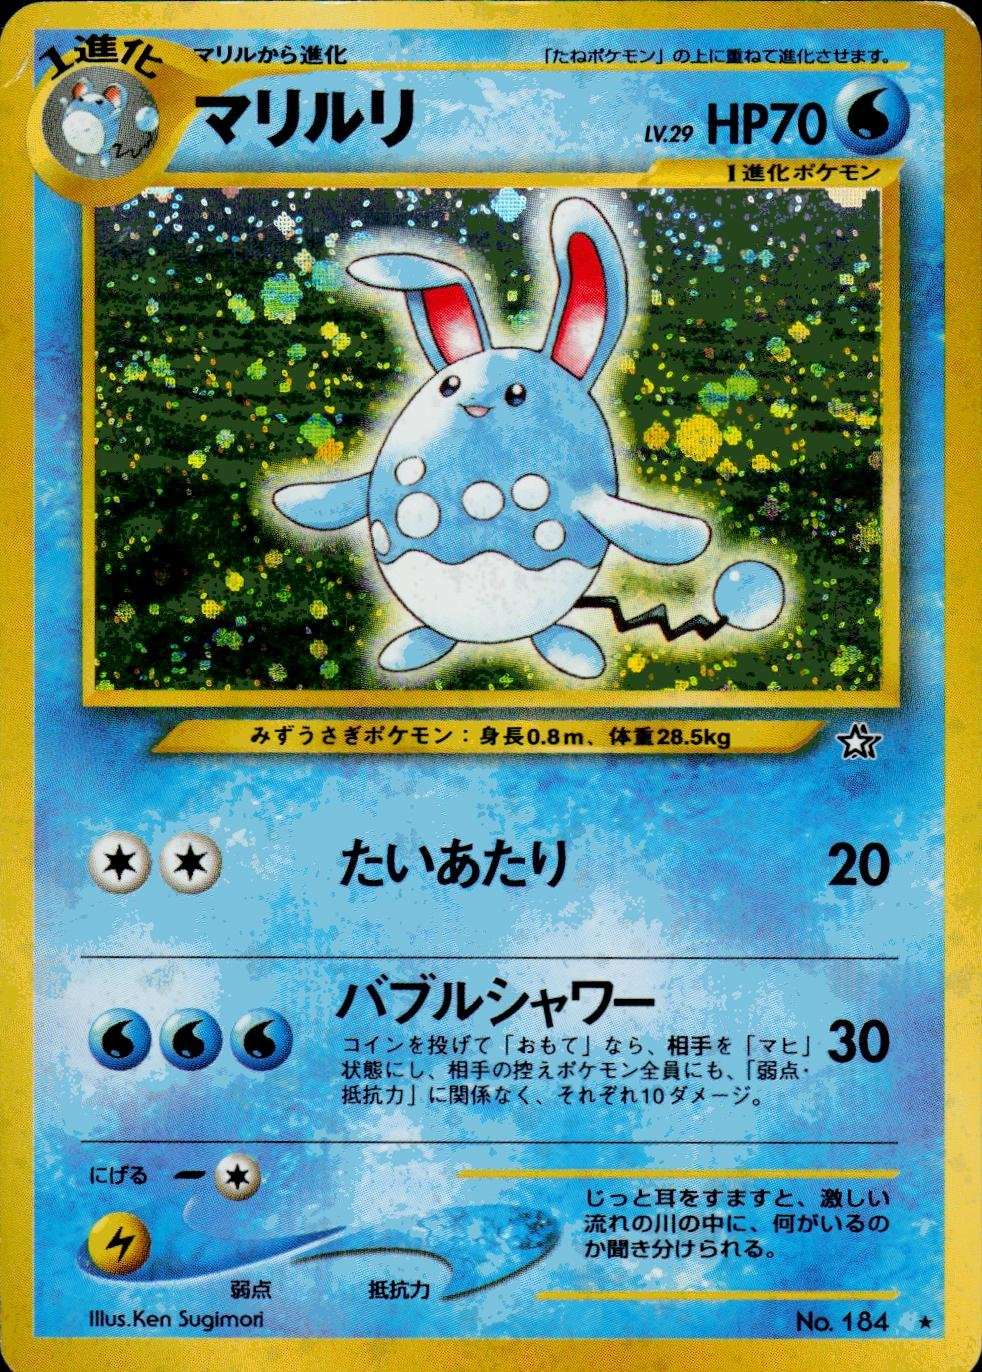 1進化
マリルから進化
「たねポケモン」の上に重ねて進化させます。
マリルリ
LV.29 HP70
1進化ポケモン
みずうさぎポケモン：身長0.8m、体重28.5kg
たいあたり 20
バブルシャワー
30
コインを投げて「おもて」なら、相手を「マヒ」
状態にし、相手の控えポケモン全員にも、「弱点・
抵抗力」に関係なく、それぞれ10ダメージ。
にげる
じっと耳をすますと、激しい
流れの川の中に、何がいるの
か聞き分けられる。
弱点 抵抗力
Illus.Ken Sugimori
No. 184